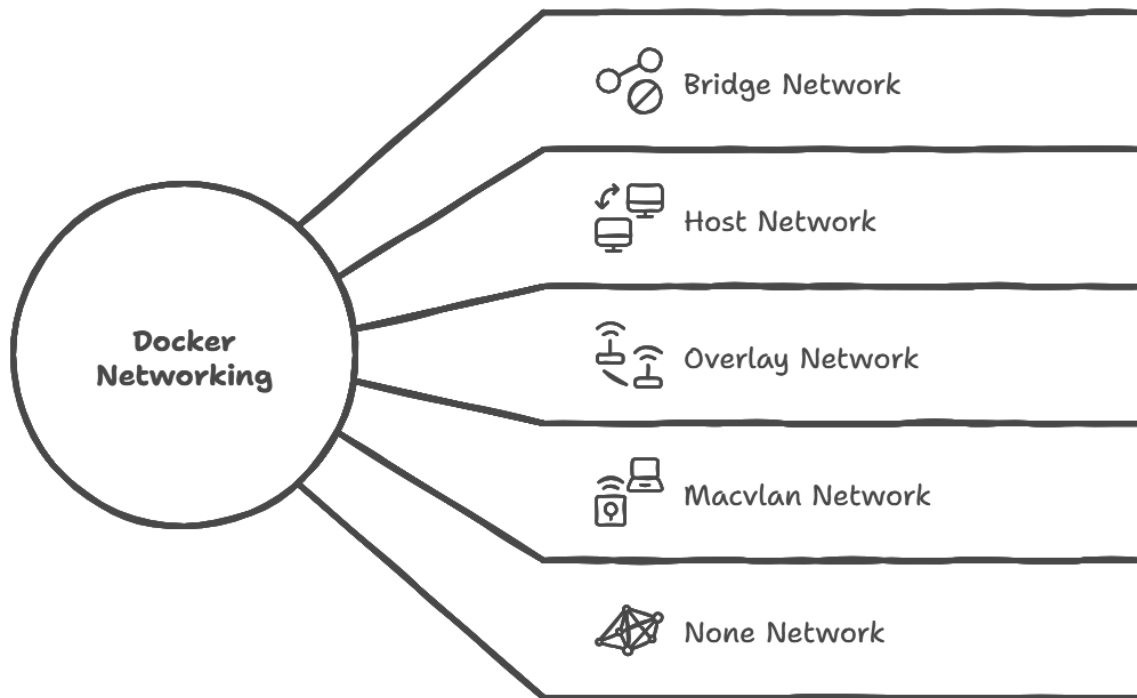 Docker
Networking
Bridge Network
Host Network
Overlay Network
Macvlan Network
None Network